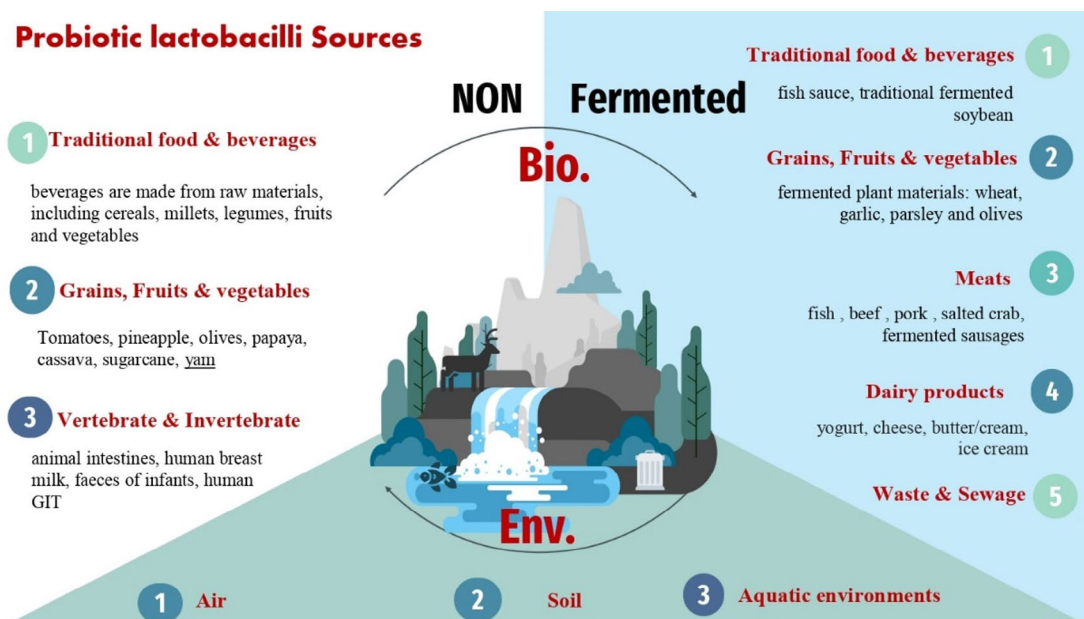 Probiotic lactobacilli Sources
NON Fermented
Bio.
1 Traditional food & beverages
beverages are made from raw materials,
including cereals, millets, legumes, fruits
and vegetables
2 Grains, Fruits & vegetables
Tomatoes, pineapple, olives, papaya,
cassava, sugarcane, yam
3 Vertebrate & Invertebrate
animal intestines, human breast
milk, faeces of infants, human
GIT
Traditional food & beverages 1
fish sauce, traditional fermented
soybean
Grains, Fruits & vegetables 2
fermented plant materials: wheat,
garlic, parsley and olives
Meats 3
fish , beef , pork , salted crab,
fermented sausages
Dairy products 4
yogurt, cheese, butter/cream,
ice cream
Waste & Sewage 5
Env.
1 Air
2 Soil
3 Aquatic environments